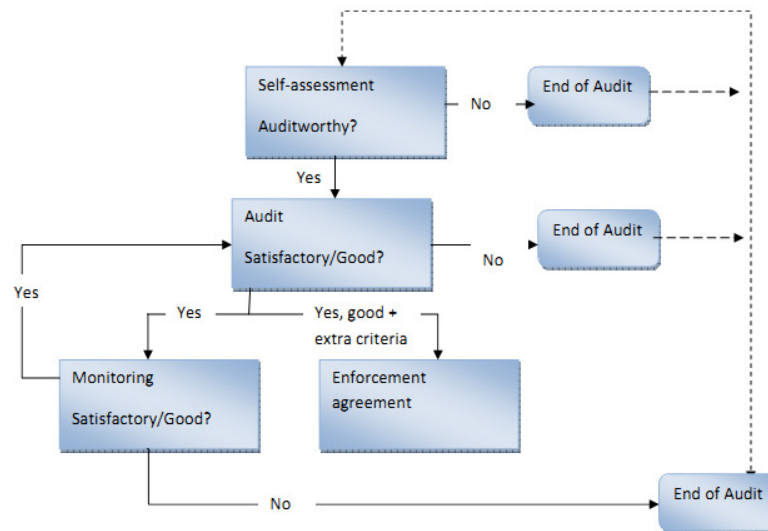 Self-assessment
Auditworthy?
No
End of Audit
Yes
Audit
Satisfactory/Good?
No
End of Audit
Yes
Yes
Yes, good +
extra criteria
Monitoring
Satisfactory/Good?
Enforcement
agreement
No
End of Audit